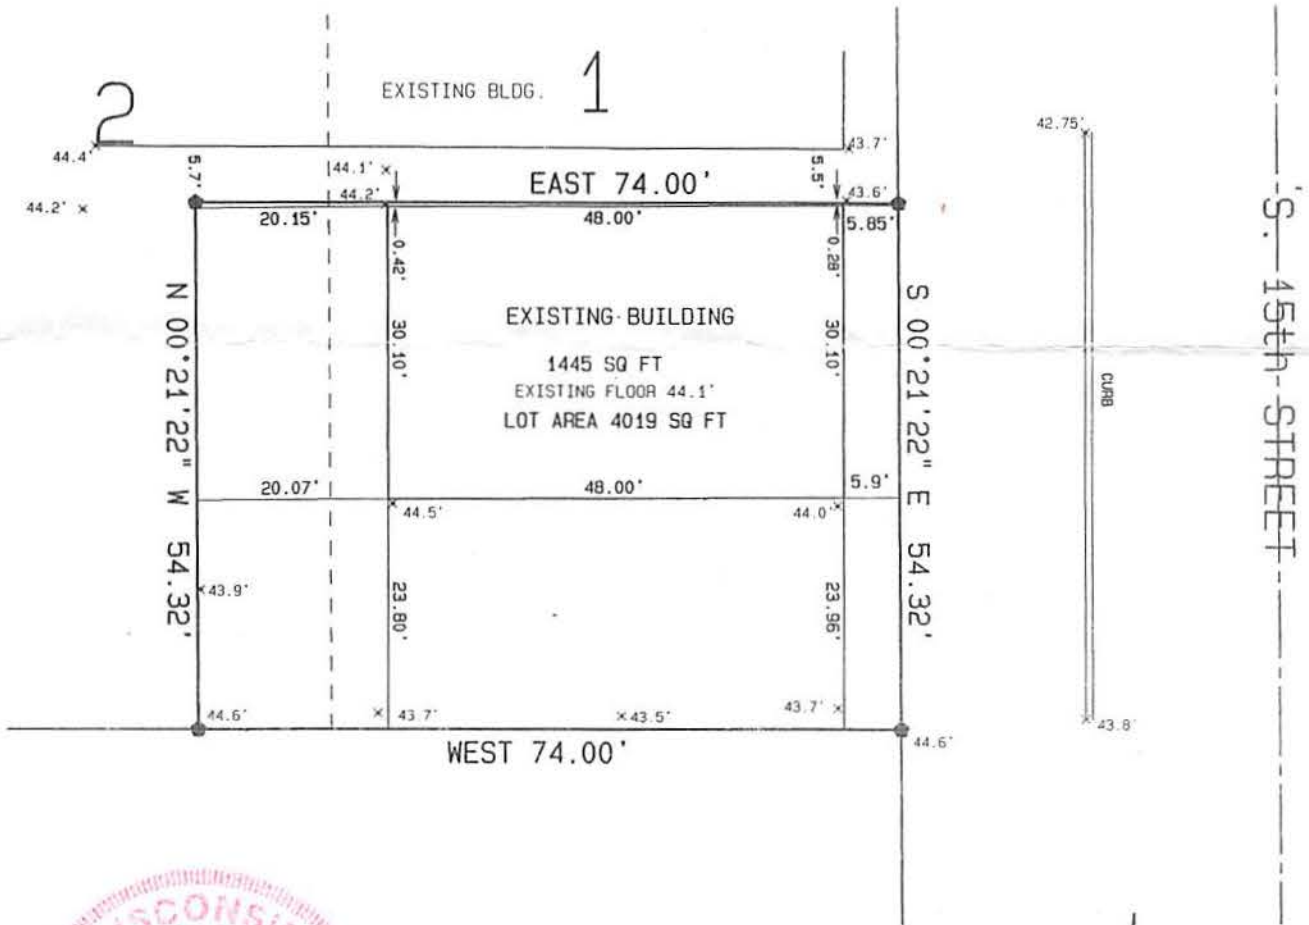 2
EXISTING BLDG.
1
42.75'
44.4'
43.7'
5.7'
44.1'
5.5'
EAST 74.00'
44.2'
43.6'
44.2'
20.15'
48.00'
5.85'
0.42'
0.28'
N 00°21'22" W 54.32'
30.10'
EXISTING BUILDING
1445 SQ FT
EXISTING FLOOR 44.1'
LOT AREA 4019 SQ FT
30.10'
S 00°21'22" E 54.32'
CURB
S. 15th STREET
20.07'
48.00'
5.9'
44.5'
44.0'
43.9'
23.80'
23.96'
44.6'
43.7'
43.5'
43.7'
43.8'
44.6'
WEST 74.00'